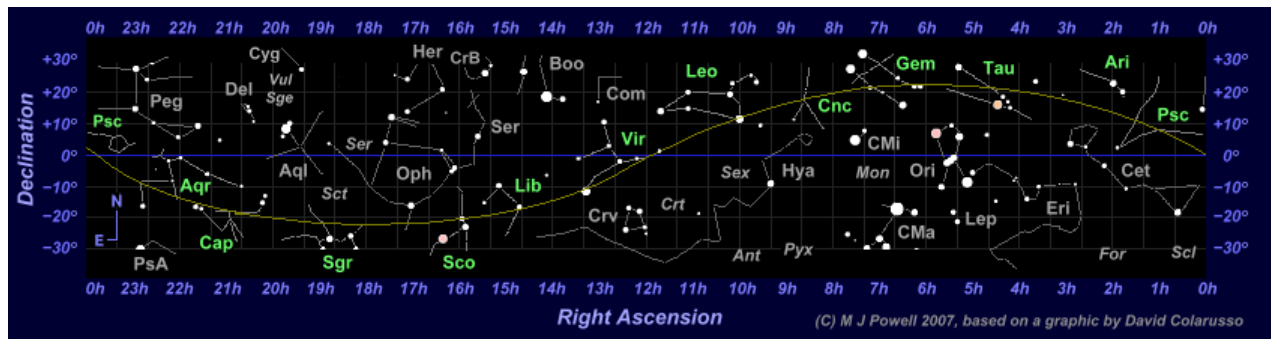 0h 23h 22h 21h 20h 19h 18h 17h 16h 15h 14h 13h 12h 11h 10h 9h 8h 7h 6h 5h 4h 3h 2h 1h 0h
+30° Cyg Her CrB Boo Leo Gem Tau Ari +30°
+20° Peg Del Vul Sge Com Cnc +20°
+10° Psc Ser Ser Vir CMi Psc +10°
0° Aql Oph Sex Hya Mon Ori Cet 0°
-10° Aqr Sct Lib Crv Crt Lep Eri -10°
-20° N CMa -20°
-30° E Cap -30°
PsA Sgr Sco Ant Pyx For Scl
Declination
0h 23h 22h 21h 20h 19h 18h 17h 16h 15h 14h 13h 12h 11h 10h 9h 8h 7h 6h 5h 4h 3h 2h 1h 0h
Right Ascension
(C) M J Powell 2007, based on a graphic by David Colarusso